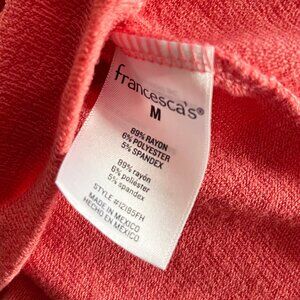 francesca's®
M
89% RAYON
6% POLYESTER
5% SPANDEX
89% rayón
6% poliéster
5% spandex
STYLE #12185FH
MADE IN MEXICO
HECHO EN MEXICO